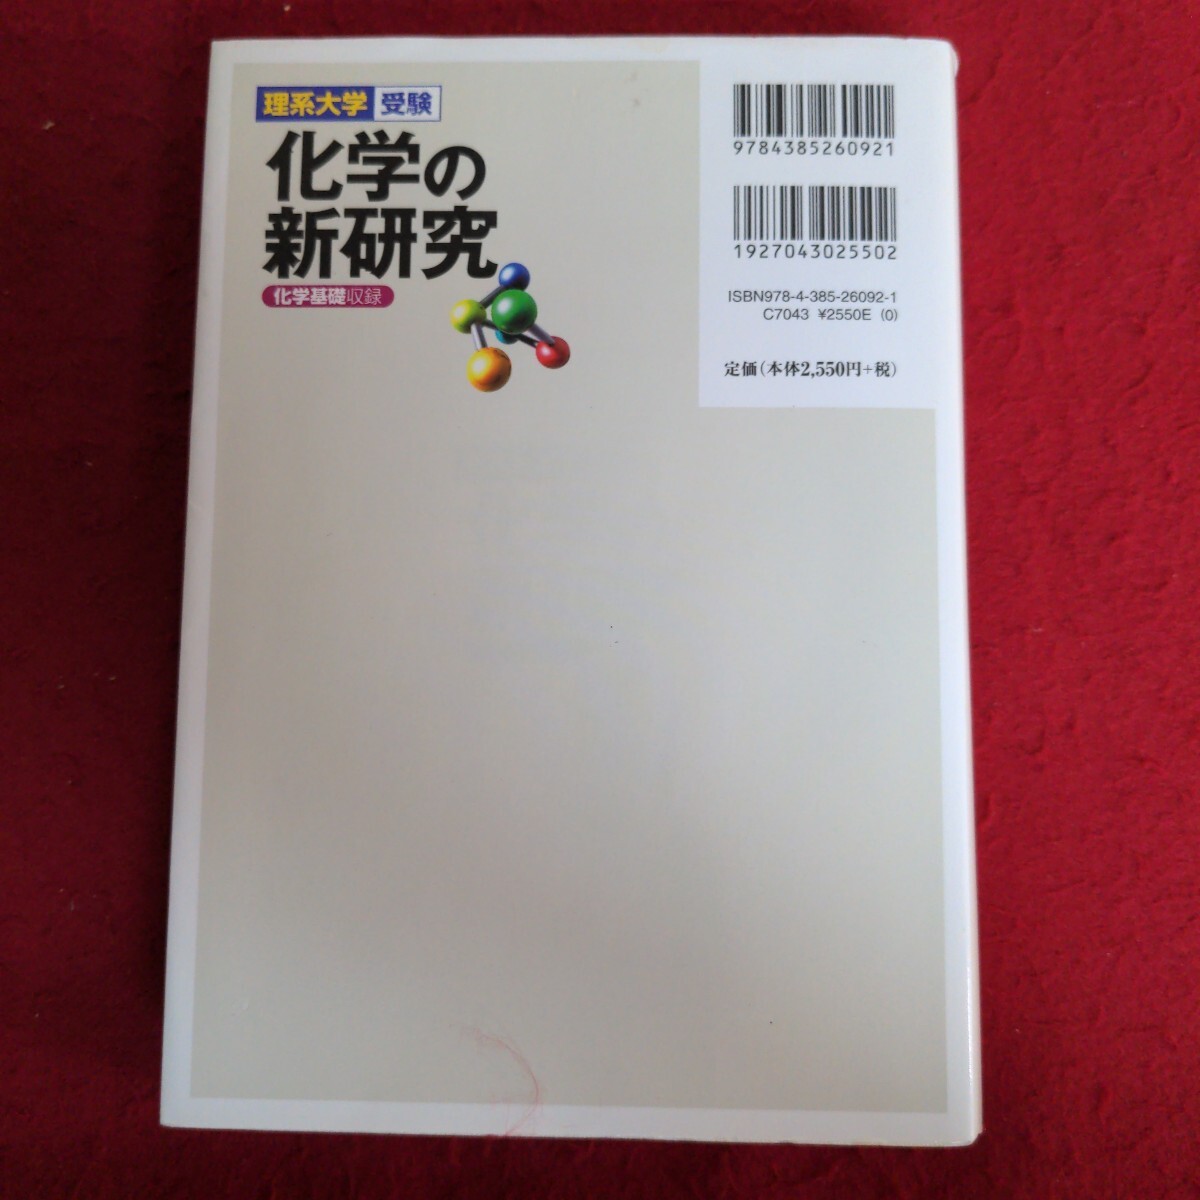 理系大学 受験
化学の
新研究
化学基礎収録
9784385260921
1927043025502
ISBN978-4-385-26092-1
C7043 ¥2550E (0)
定価(本体2,550円+税)